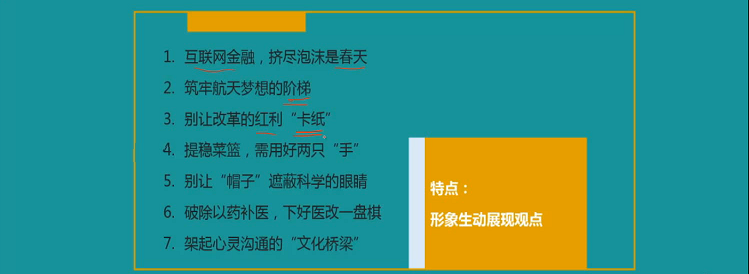 1. 互联网金融，挤尽泡沫是春天
2. 筑牢航天梦想的阶梯
3. 别让改革的红利“卡纸”
4. 提稳菜篮，需用好两只“手”
5. 别让“帽子”遮蔽科学的眼睛
6. 破除以药补医，下好医改一盘棋
7. 架起心灵沟通的“文化桥梁”
特点：
形象生动展现观点